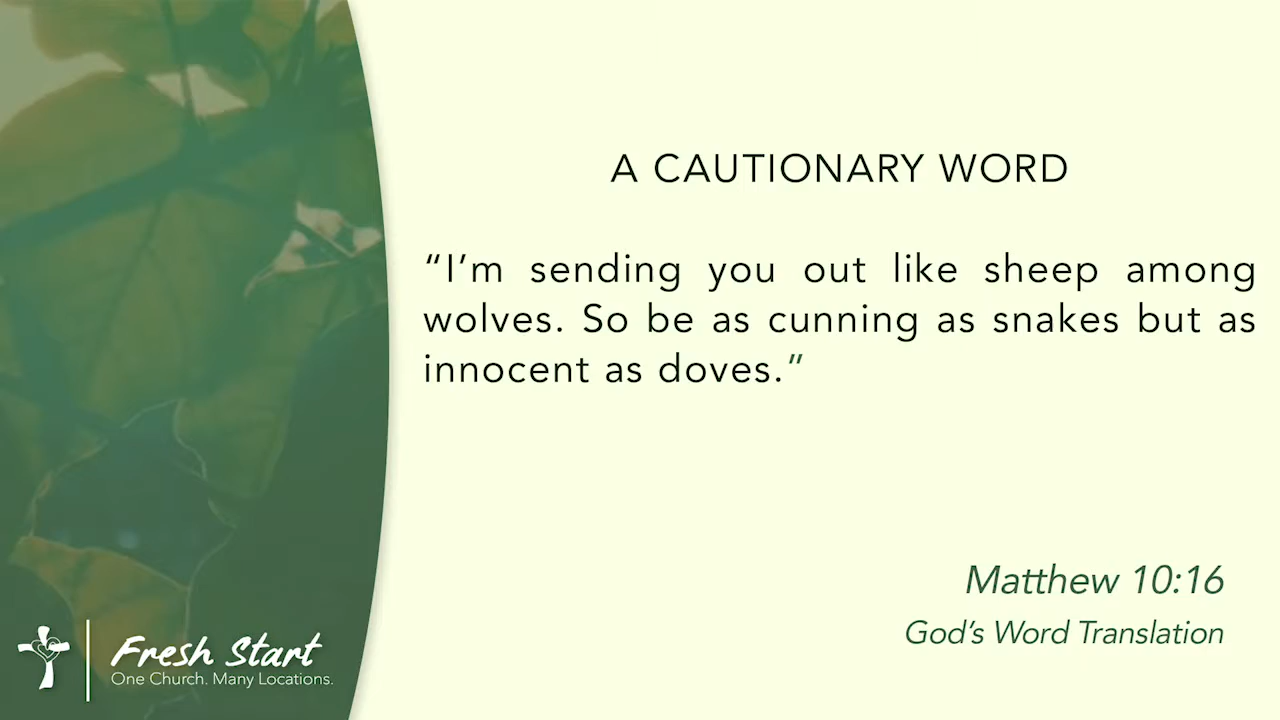 A CAUTIONARY WORD
“I’m sending you out like sheep among
wolves. So be as cunning as snakes but as
innocent as doves.”
Matthew 10:16
God’s Word Translation
Fresh Start
One Church. Many Locations.